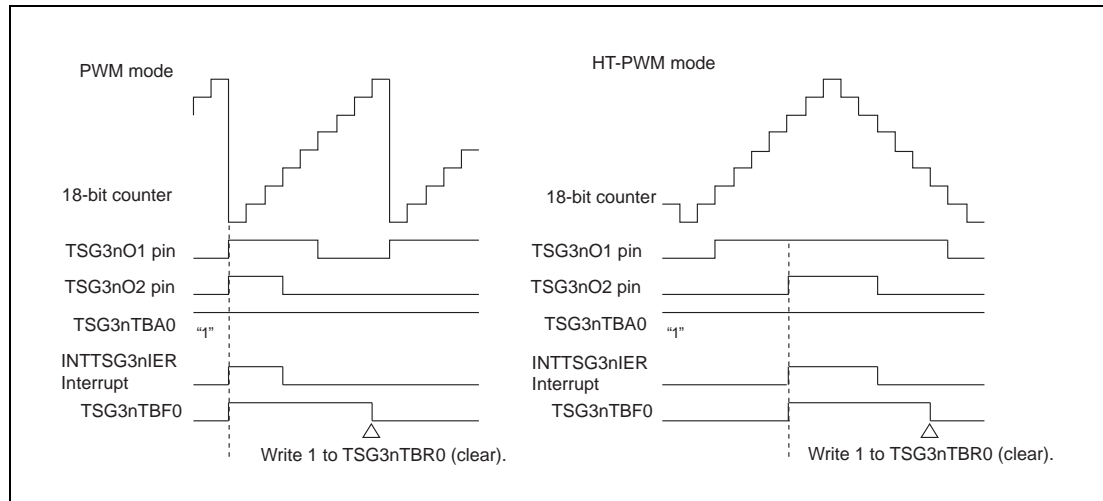 PWM mode
18-bit counter
TSG3nO1 pin
TSG3nO2 pin
TSG3nTBA0
“1”
INTTSG3nIER
Interrupt
TSG3nTBF0
Write 1 to TSG3nTBR0 (clear).
HT-PWM mode
18-bit counter
TSG3nO1 pin
TSG3nO2 pin
TSG3nTBA0
“1”
INTTSG3nIER
Interrupt
TSG3nTBF0
Write 1 to TSG3nTBR0 (clear).